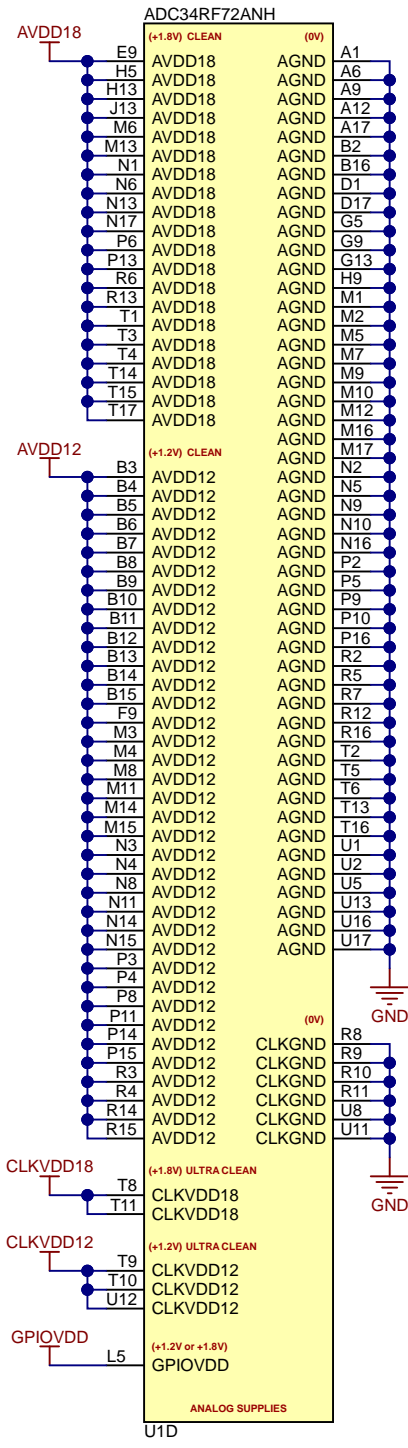 ADC34RF72ANH
AVDD18
(+1.8V) CLEAN
E9 AVDD18
H5 AVDD18
H13 AVDD18
J13 AVDD18
M6 AVDD18
M13 AVDD18
N1 AVDD18
N6 AVDD18
N13 AVDD18
N17 AVDD18
P6 AVDD18
P13 AVDD18
R6 AVDD18
R13 AVDD18
T1 AVDD18
T3 AVDD18
T4 AVDD18
T14 AVDD18
T15 AVDD18
T17 AVDD18
AVDD12
(+1.2V) CLEAN
B3 AVDD12
B4 AVDD12
B5 AVDD12
B6 AVDD12
B7 AVDD12
B8 AVDD12
B9 AVDD12
B10 AVDD12
B11 AVDD12
B12 AVDD12
B13 AVDD12
B14 AVDD12
B15 AVDD12
F9 AVDD12
M3 AVDD12
M4 AVDD12
M8 AVDD12
M11 AVDD12
M14 AVDD12
M15 AVDD12
N3 AVDD12
N4 AVDD12
N8 AVDD12
N11 AVDD12
N14 AVDD12
N15 AVDD12
P3 AVDD12
P4 AVDD12
P8 AVDD12
P11 AVDD12
P14 AVDD12
P15 AVDD12
R3 AVDD12
R4 AVDD12
R14 AVDD12
R15 AVDD12
CLKVDD18
(+1.8V) ULTRA CLEAN
T8 CLKVDD18
T11 CLKVDD18
CLKVDD12
(+1.2V) ULTRA CLEAN
T9 CLKVDD12
T10 CLKVDD12
U12 CLKVDD12
GPIOVDD
(+1.2V or +1.8V)
L5 GPIOVDD
(0V)
AGND A1
AGND A6
AGND A9
AGND A12
AGND A17
AGND B2
AGND B16
AGND D1
AGND D17
AGND G5
AGND G9
AGND G13
AGND H9
AGND M1
AGND M2
AGND M5
AGND M7
AGND M9
AGND M10
AGND M12
AGND M16
AGND M17
AGND N2
AGND N5
AGND N9
AGND N10
AGND N16
AGND P2
AGND P5
AGND P9
AGND P10
AGND P16
AGND R2
AGND R5
AGND R7
AGND R12
AGND R16
AGND T2
AGND T5
AGND T6
AGND T13
AGND T16
AGND U1
AGND U2
AGND U5
AGND U13
AGND U16
AGND U17
GND
(0V)
CLKGND R8
CLKGND R9
CLKGND R10
CLKGND R11
CLKGND U8
CLKGND U11
GND
ANALOG SUPPLIES
U1D